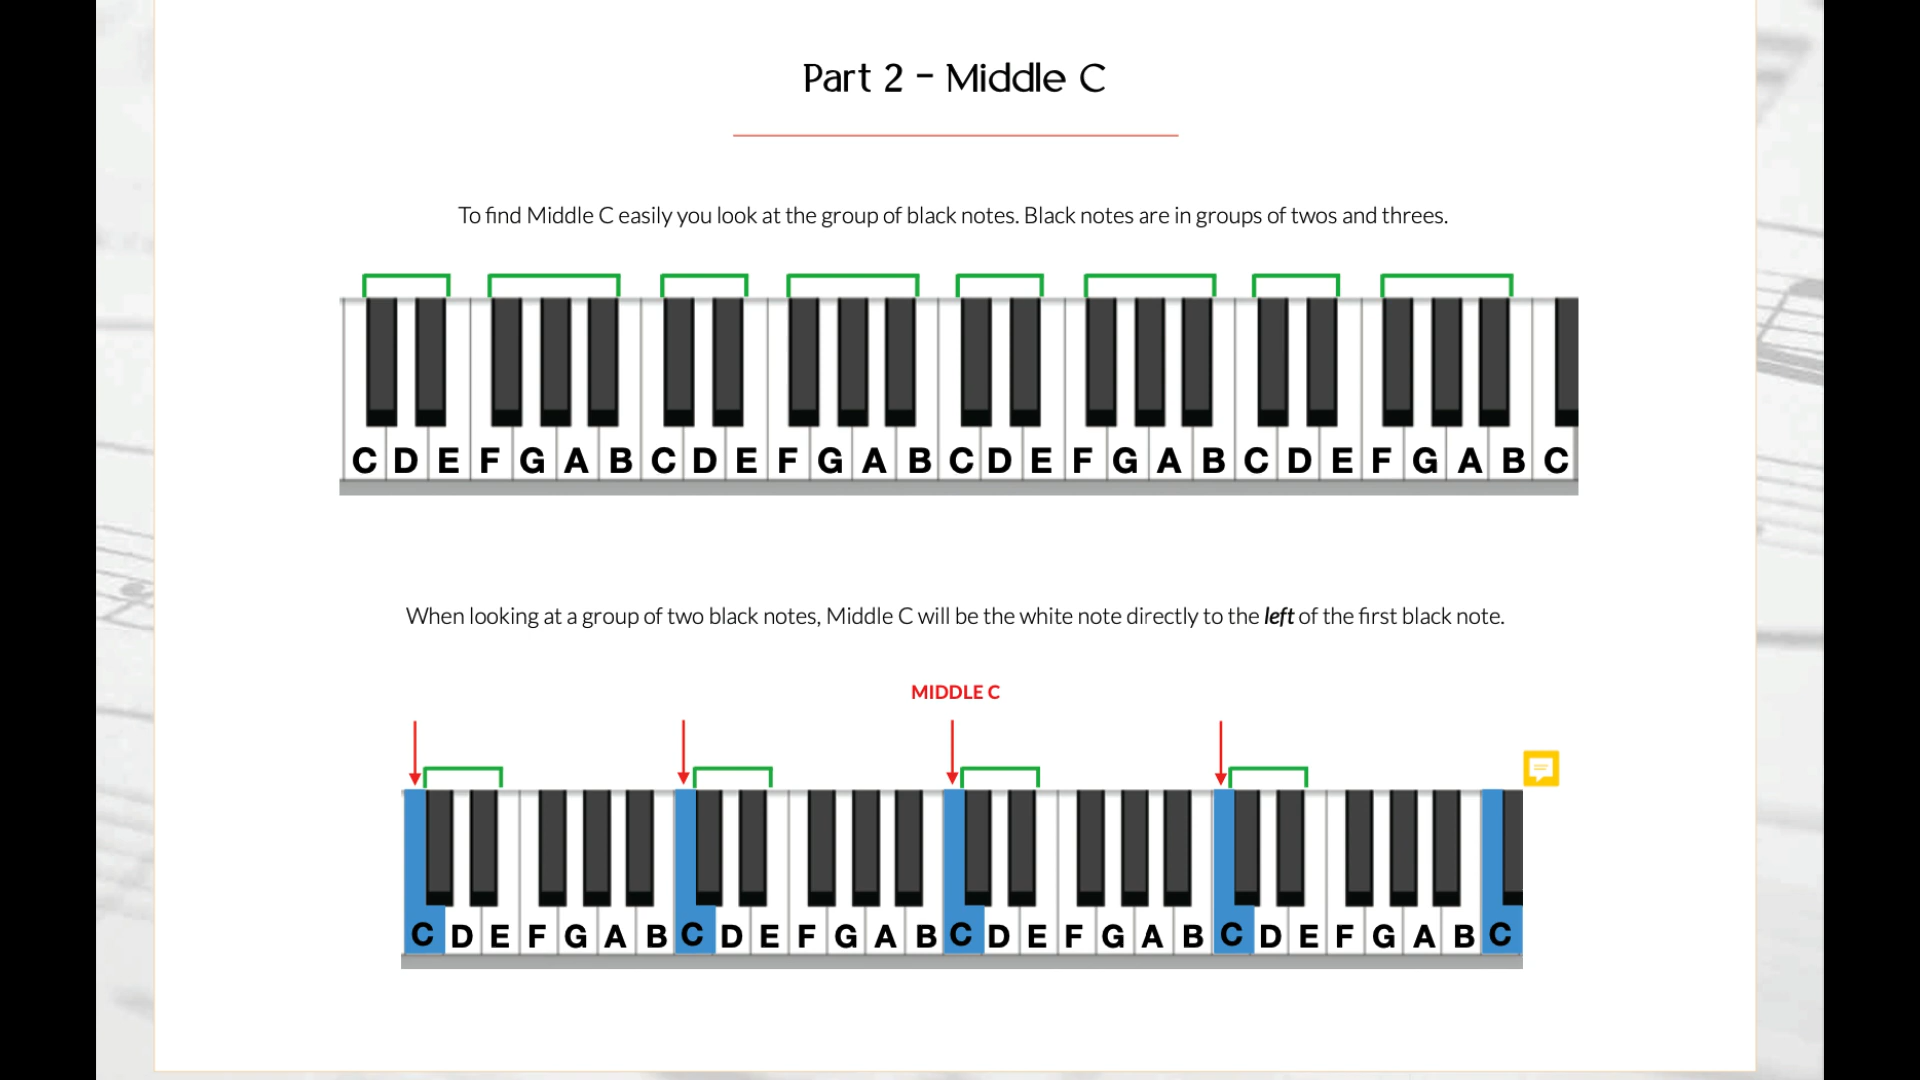 Part 2 - Middle C
To find Middle C easily you look at the group of black notes. Black notes are in groups of twos and threes.
C D E F G A B C D E F G A B C D E F G A B C D E F G A B C
When looking at a group of two black notes, Middle C will be the white note directly to the left of the first black note.
MIDDLE C
C D E F G A B C D E F G A B C D E F G A B C D E F G A B C